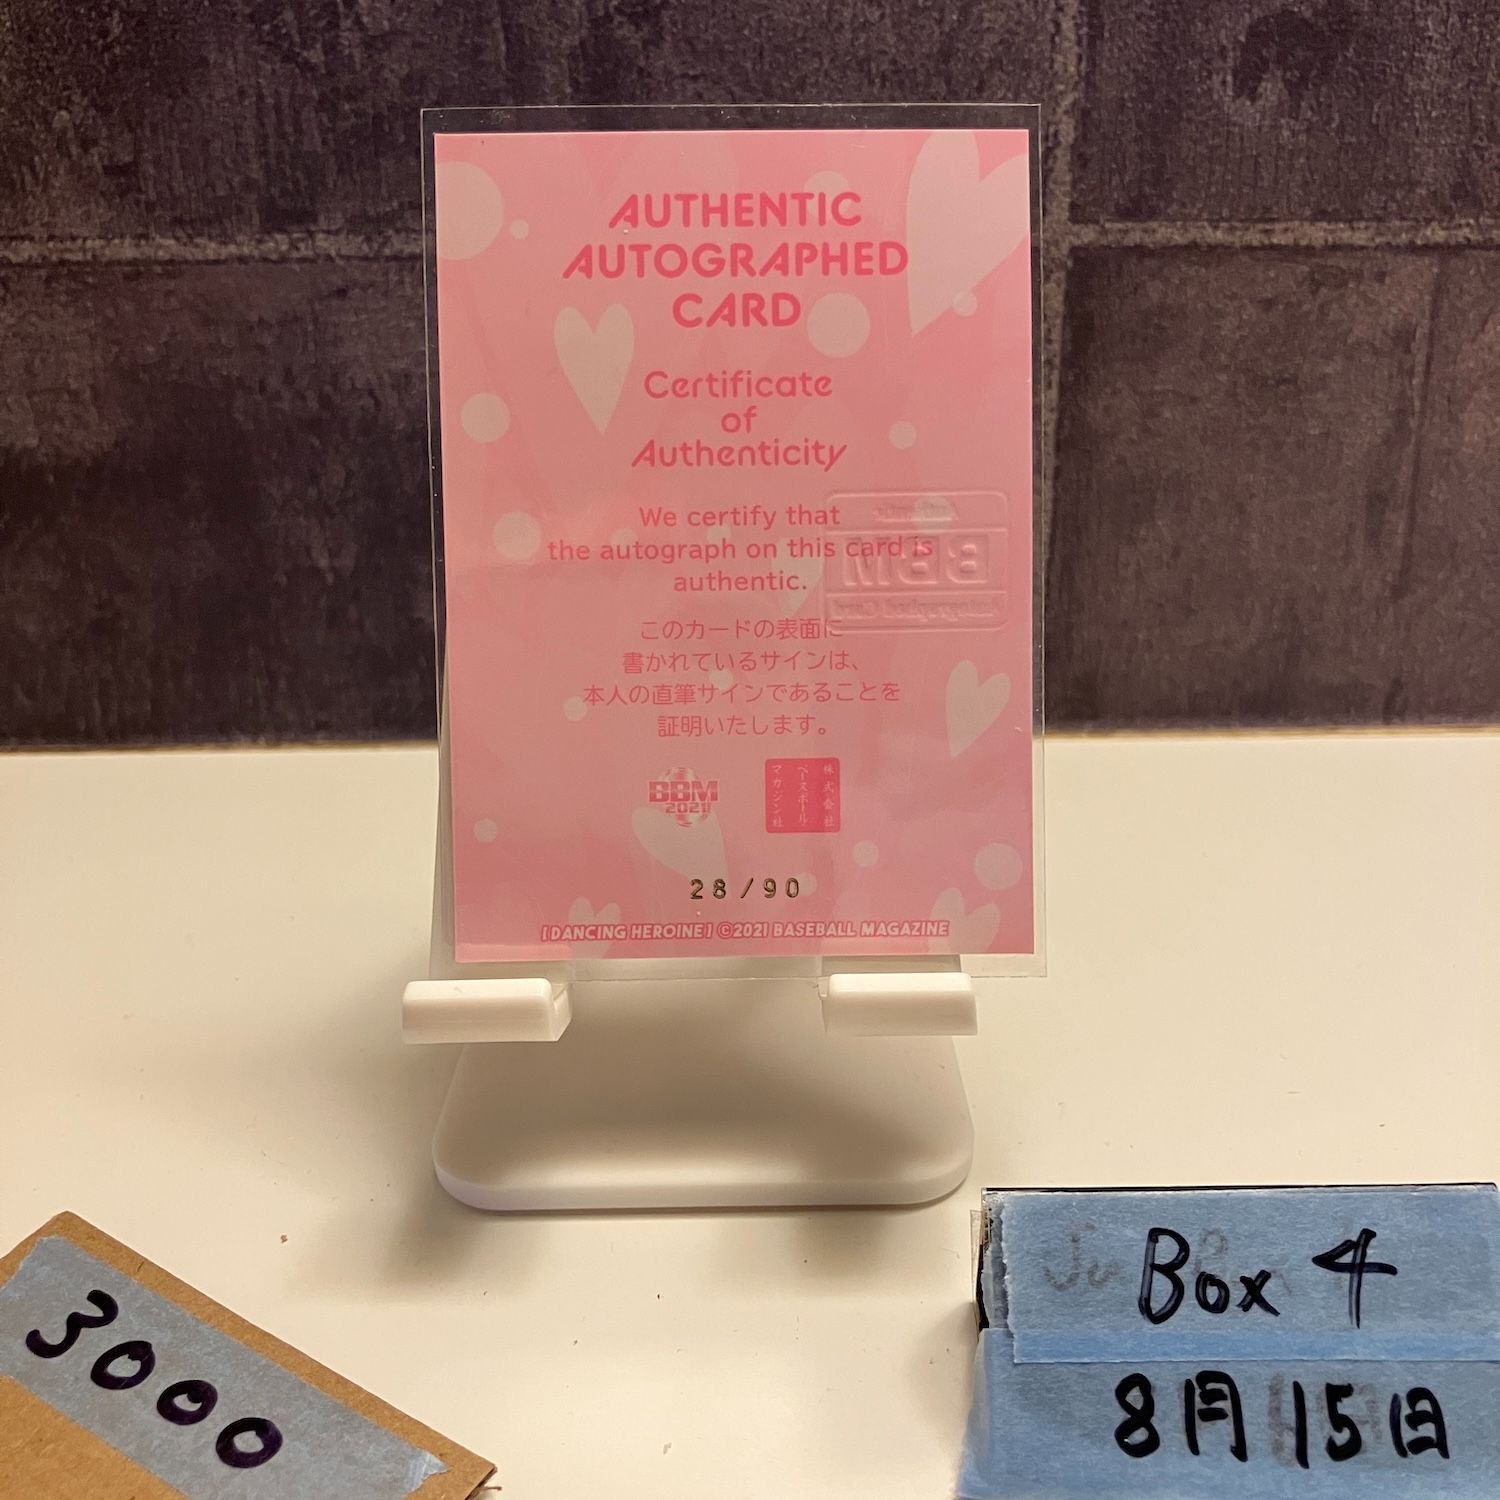 AUTHENTIC
AUTOGRAPHED
CARD
Certificate
of
Authenticity
We certify that
the autograph on this card is
authentic.
Authentic
BBM
Autographed Card
このカードの表面に
書かれているサインは、
本人の直筆サインであることを
証明いたします。
BBM
2021
株式会社
ベースボール・
マガジン社
28/90
[DANCING HEROINE] ©2021 BASEBALL MAGAZINE
3000
Box 4
8月15日